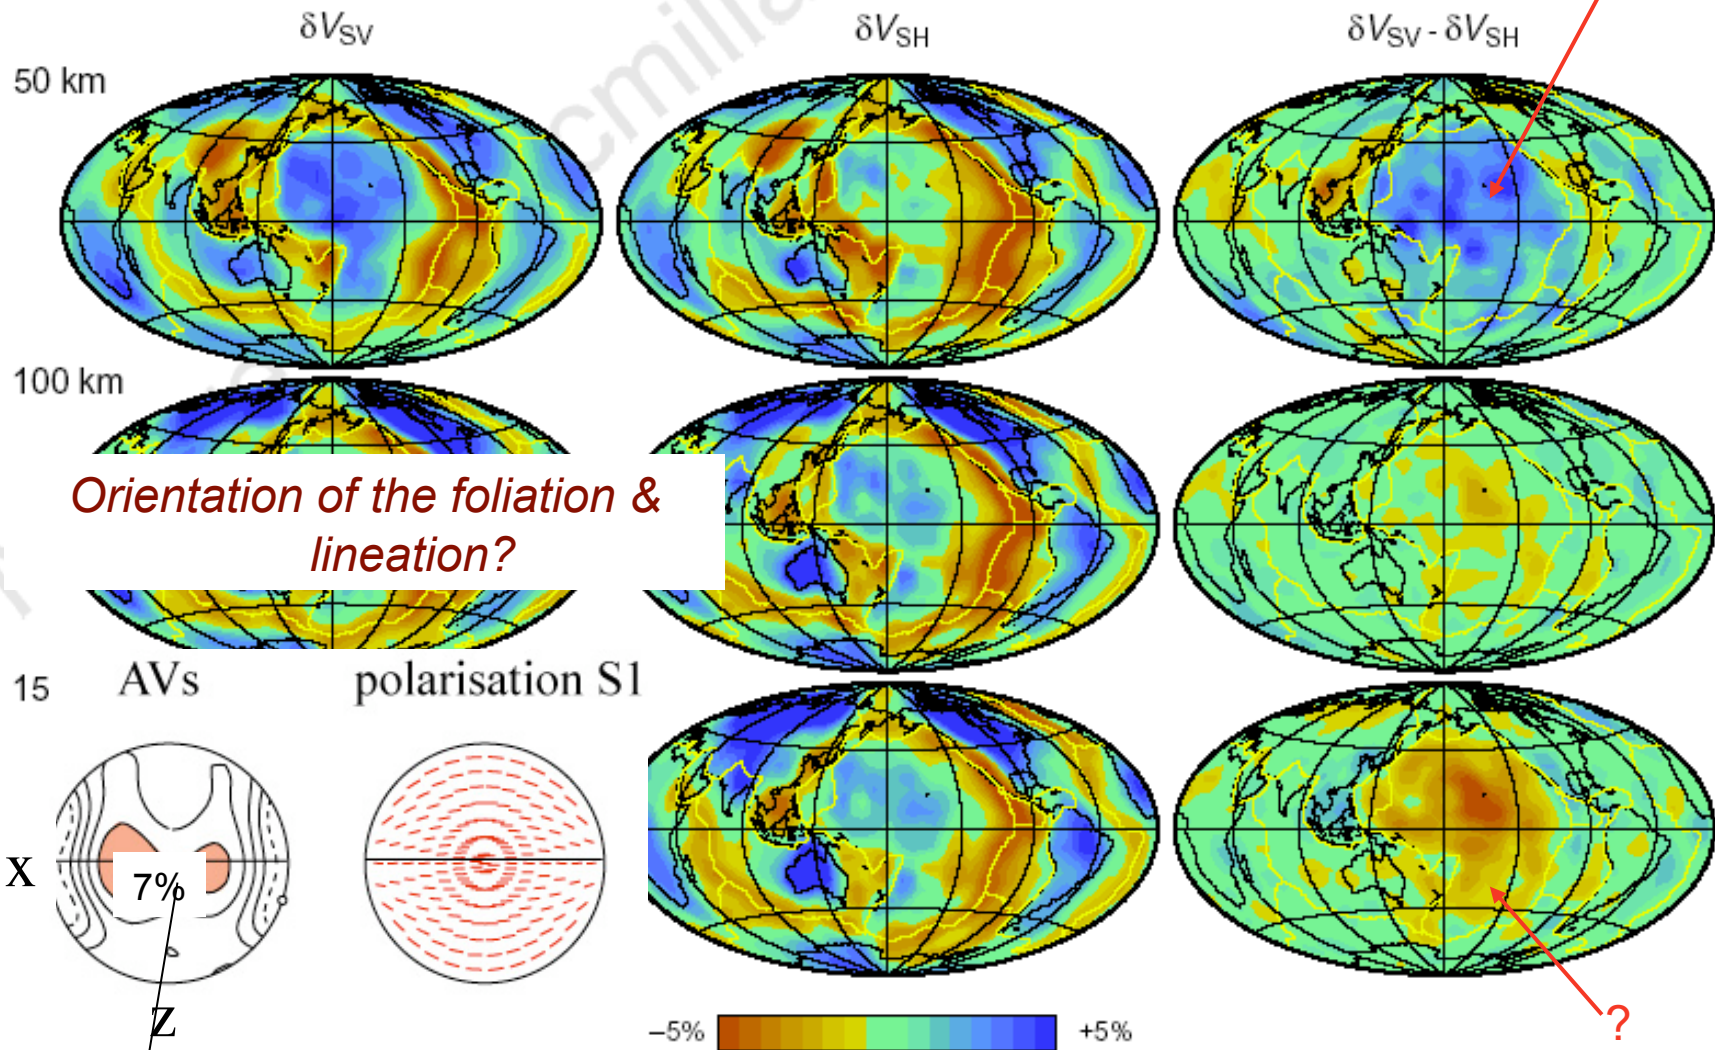 δV_SV δV_SH δV_SV - δV_SH
50 km
100 km
Orientation of the foliation &
lineation?
15
AVs polarisation S1
X
7%
Z
–5% +5%
?